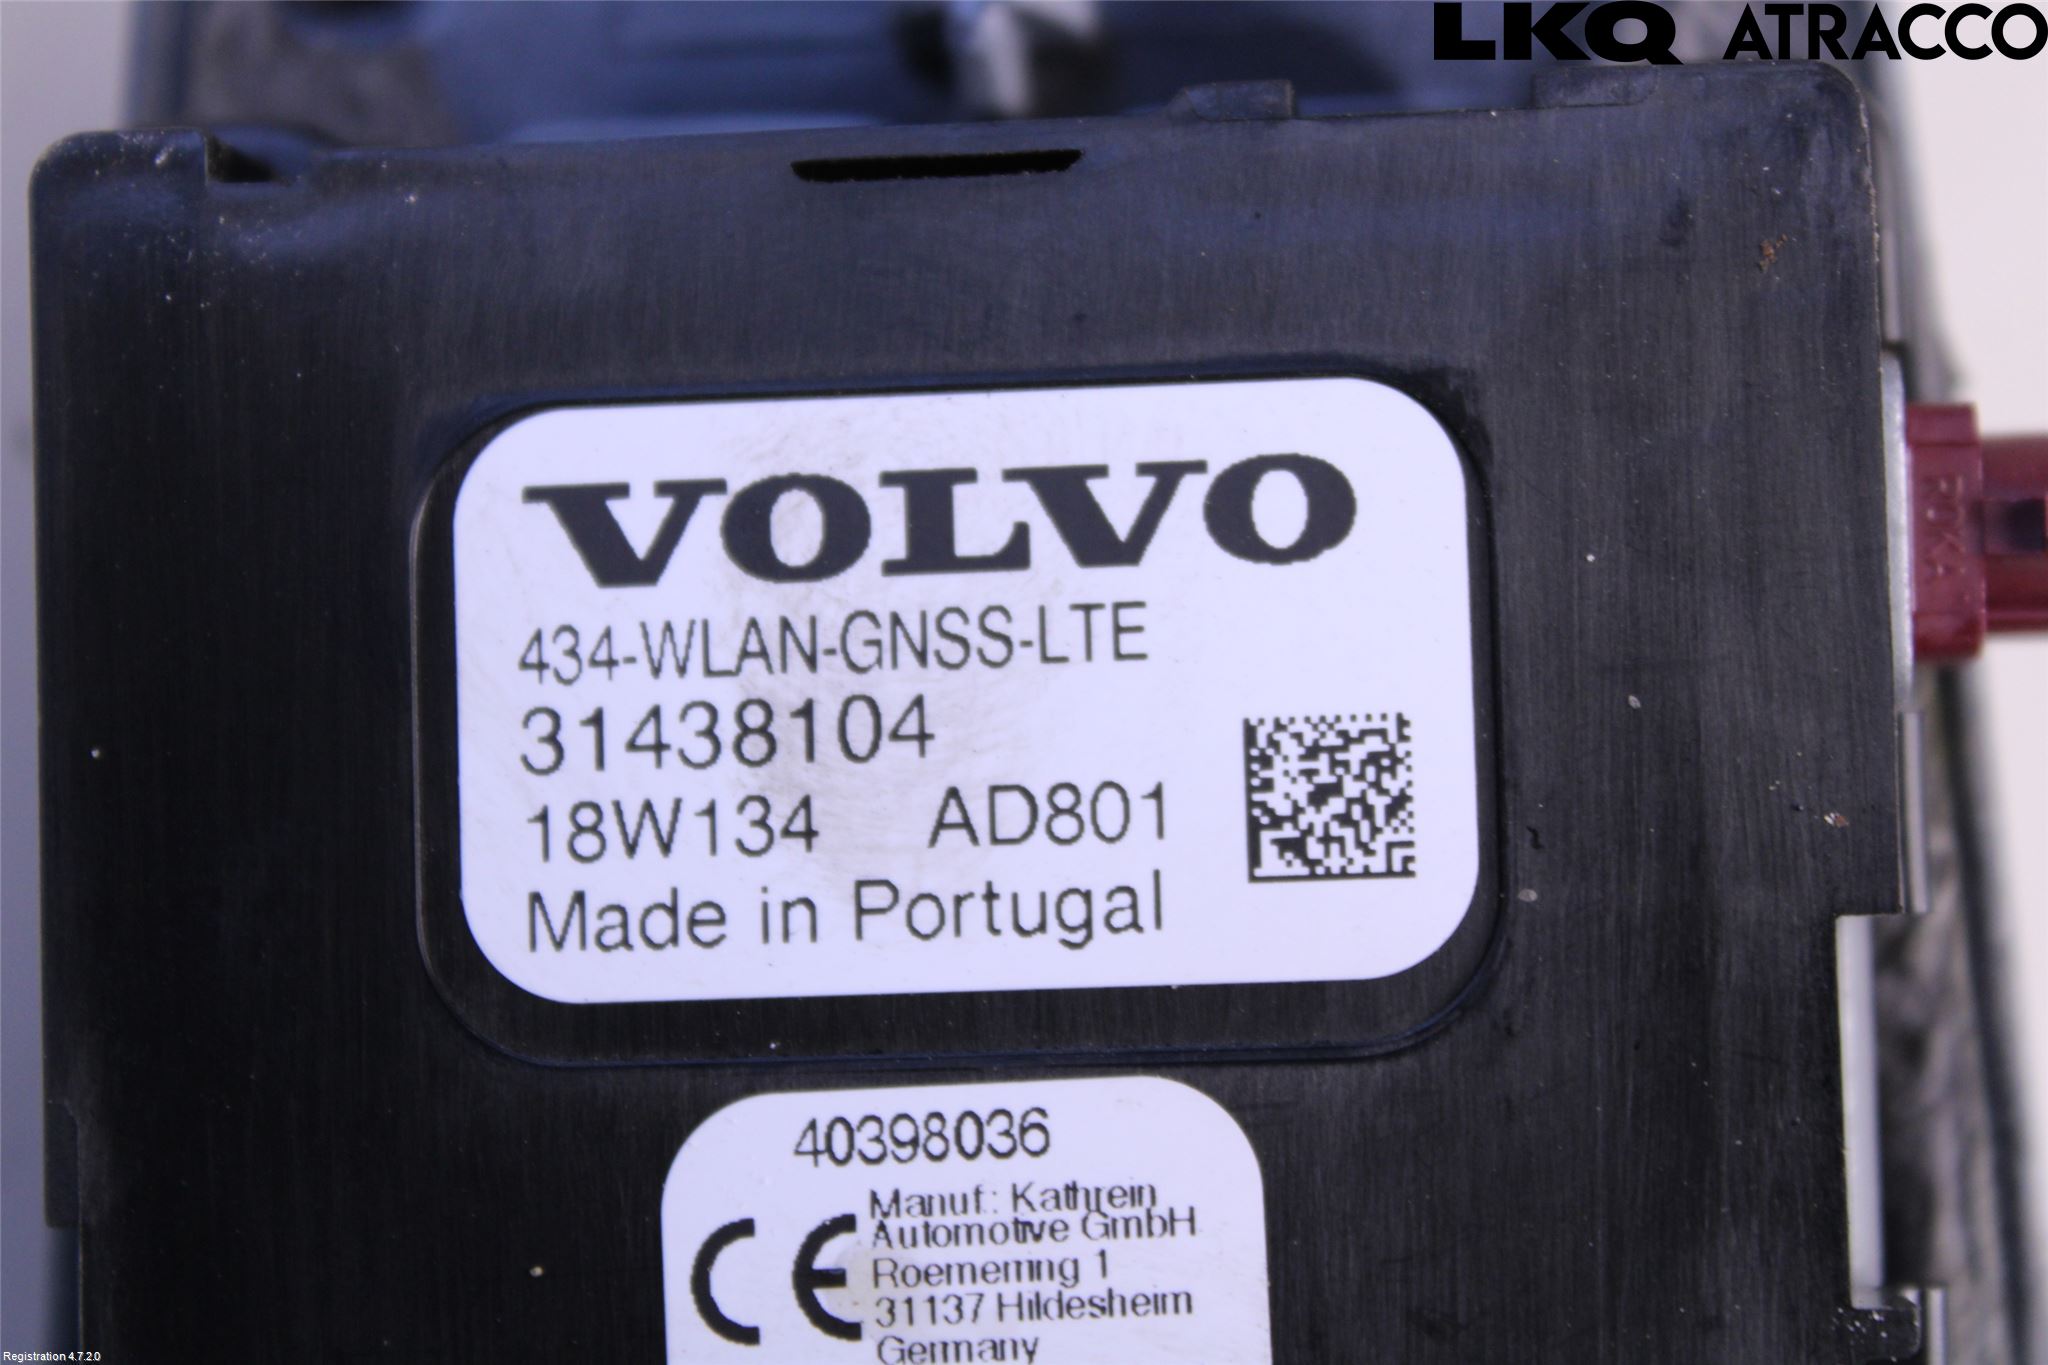 LKQ ATRACCO
VOLVO
434-WLAN-GNSS-LTE
31438104
18W134 AD801
Made in Portugal
40398036
CE
Manuf.: Kathrein
Automotive GmbH
Roemerring 1
31137 Hildesheim
Germany
Registration 4.7.2.0